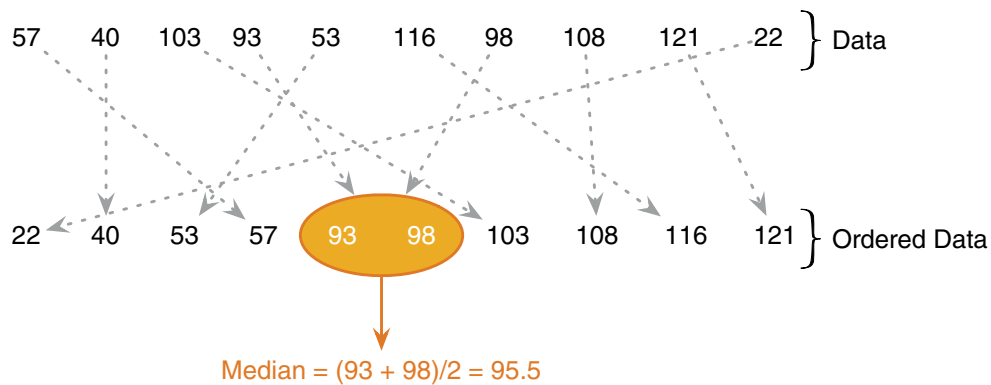 57 40 103 93 53 116 98 108 121 22 Data
22 40 53 57 93 98 103 108 116 121 Ordered Data
Median = (93 + 98)/2 = 95.5